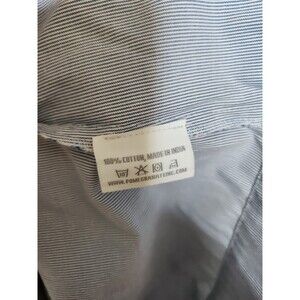 100% COTTON, MADE IN INDIA
WWW.POMEGRANATEINC.COM